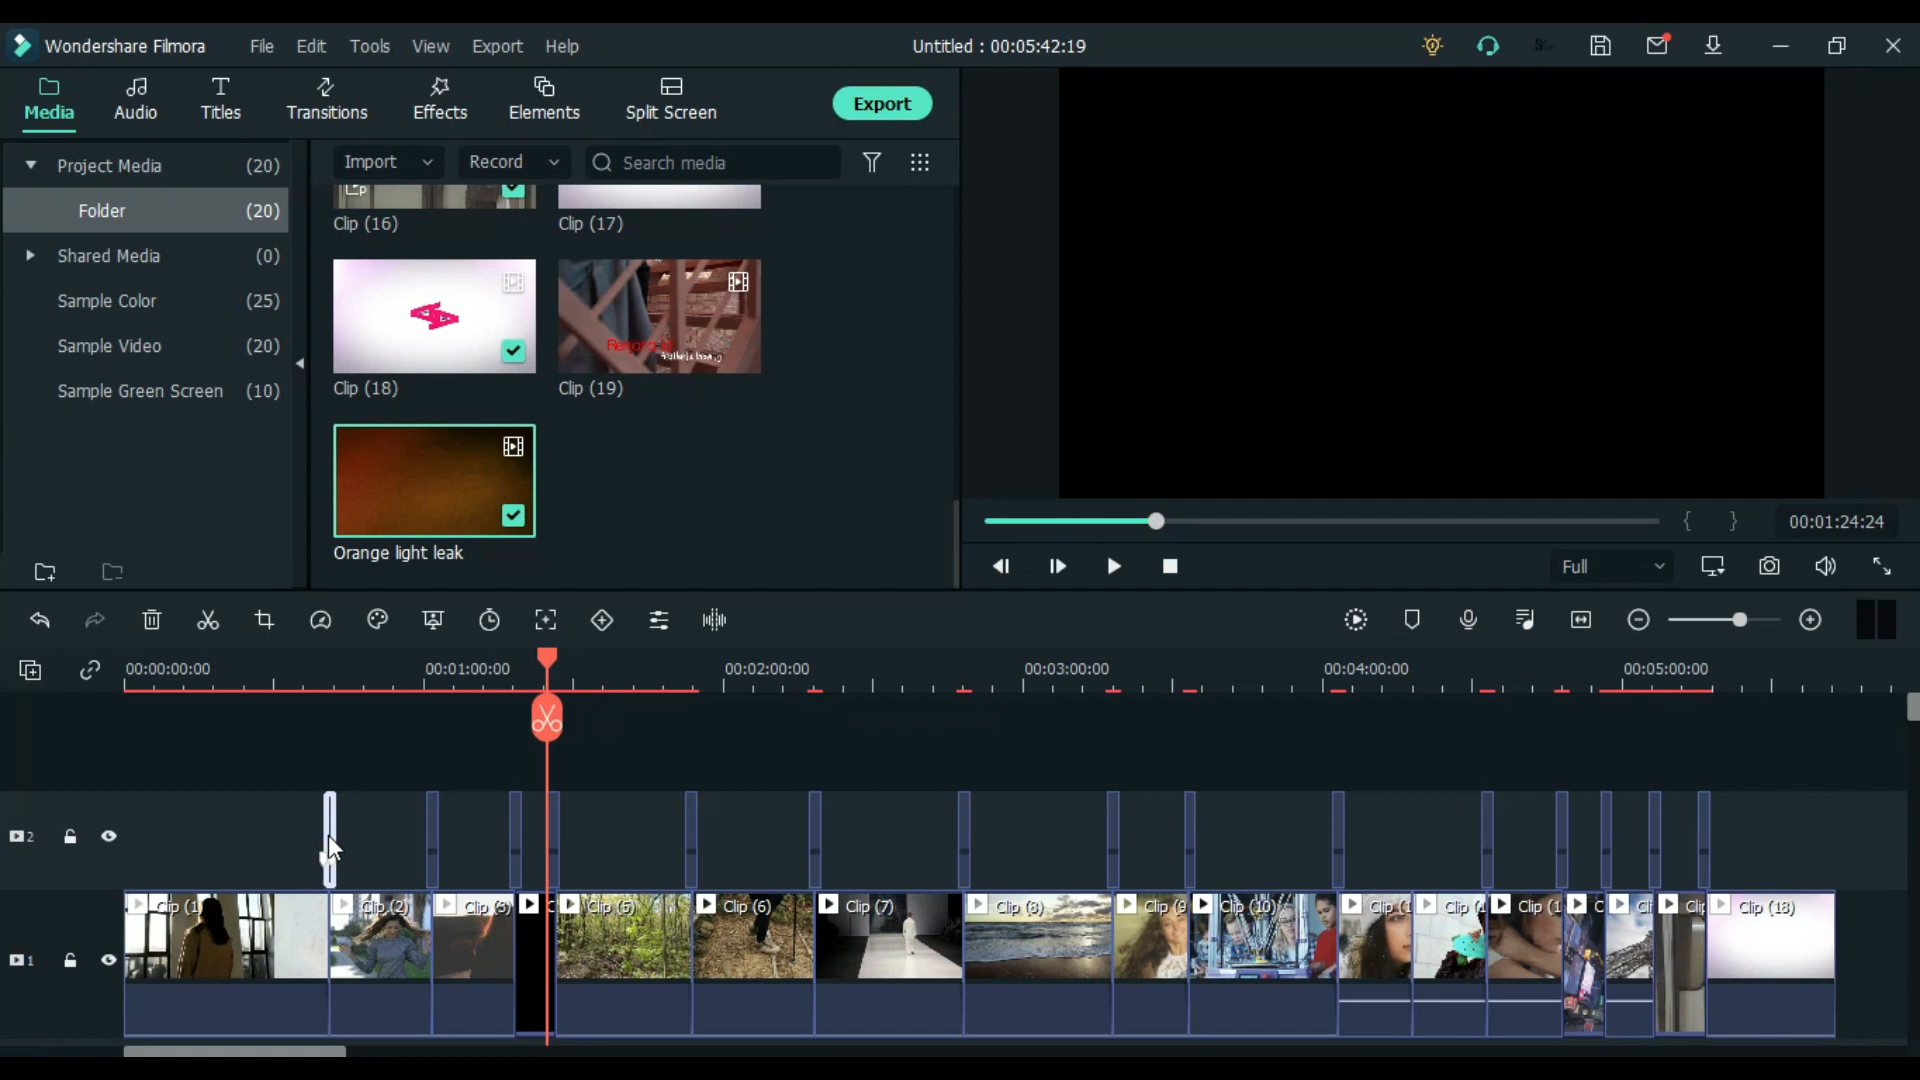 Wondershare Filmora File Edit Tools View Export Help Untitled : 00:05:42:19
Media Audio Titles Transitions Effects Elements Split Screen Export
Project Media (20)
Folder (20)
Shared Media (0)
Sample Color (25)
Sample Video (20)
Sample Green Screen (10)
Import Record Search media
Clip (16) Clip (17)
Clip (18) Clip (19)
Orange light leak
{ } 00:01:24:24
Full
00:00:00:00 00:01:00:00 00:02:00:00 00:03:00:00 00:04:00:00 00:05:00:00
2
1
Clip (1 Clip (2) Clip (3) C Clip (5) Clip (6) Clip (7) Clip (8) Clip (9 Clip (10) Clip (1 Clip (1 C Cli Clip Clip (18)